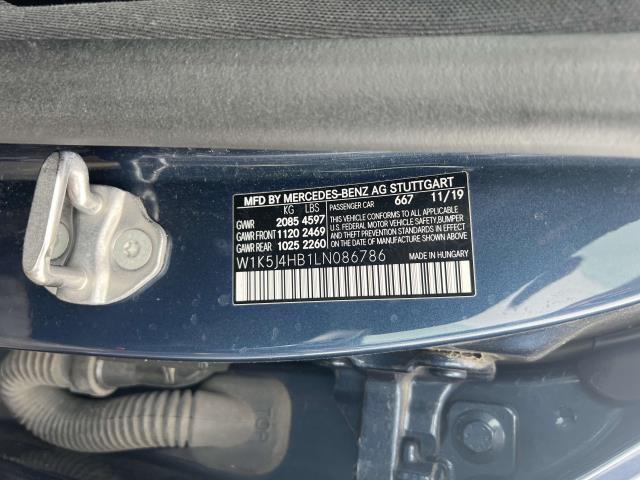 MFD BY MERCEDES-BENZ AG STUTTGART
KG LBS PASSENGER CAR 667 11/19
GVWR 2085 4597 THIS VEHICLE CONFORMS TO ALL APPLICABLE
GAWR FRONT 1120 2469 U.S. FEDERAL MOTOR VEHICLE SAFETY, BUMPER
GAWR REAR 1025 2260 AND THEFT PREVENTION STANDARDS IN EFFECT ON THE DATE OF MANUFACTURE SHOWN ABOVE.
W1K5J4HB1LN086786 MADE IN HUNGARY
TOP